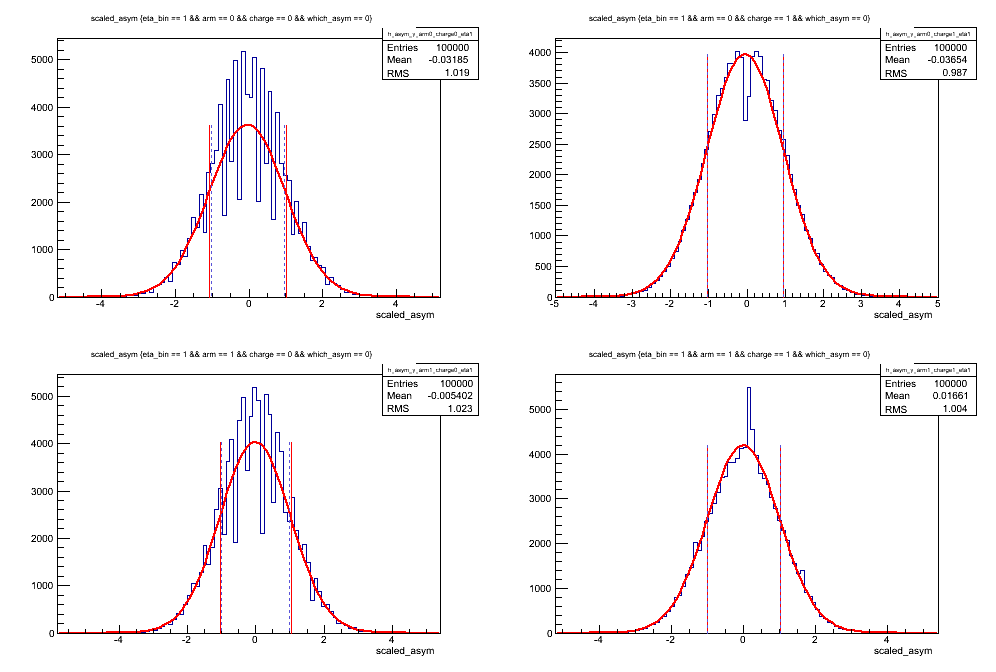 scaled_asym {eta_bin == 1 && arm == 0 && charge == 0 && which_asym == 0}
h_asym_y_arm0_charge0_eta1
Entries 100000
Mean -0.03185
RMS 1.019
5000
4000
3000
2000
1000
0
-4 -2 0 2 4
scaled_asym
scaled_asym {eta_bin == 1 && arm == 0 && charge == 1 && which_asym == 0}
h_asym_y_arm0_charge1_eta1
Entries 100000
Mean -0.03654
RMS 0.987
4000
3500
3000
2500
2000
1500
1000
500
0
-5 -4 -3 -2 -1 0 1 2 3 4 5
scaled_asym
scaled_asym {eta_bin == 1 && arm == 1 && charge == 0 && which_asym == 0}
h_asym_y_arm1_charge0_eta1
Entries 100000
Mean -0.005402
RMS 1.023
5000
4000
3000
2000
1000
0
-4 -2 0 2 4
scaled_asym
scaled_asym {eta_bin == 1 && arm == 1 && charge == 1 && which_asym == 0}
h_asym_y_arm1_charge1_eta1
Entries 100000
Mean 0.01661
RMS 1.004
5000
4000
3000
2000
1000
0
-4 -2 0 2 4
scaled_asym